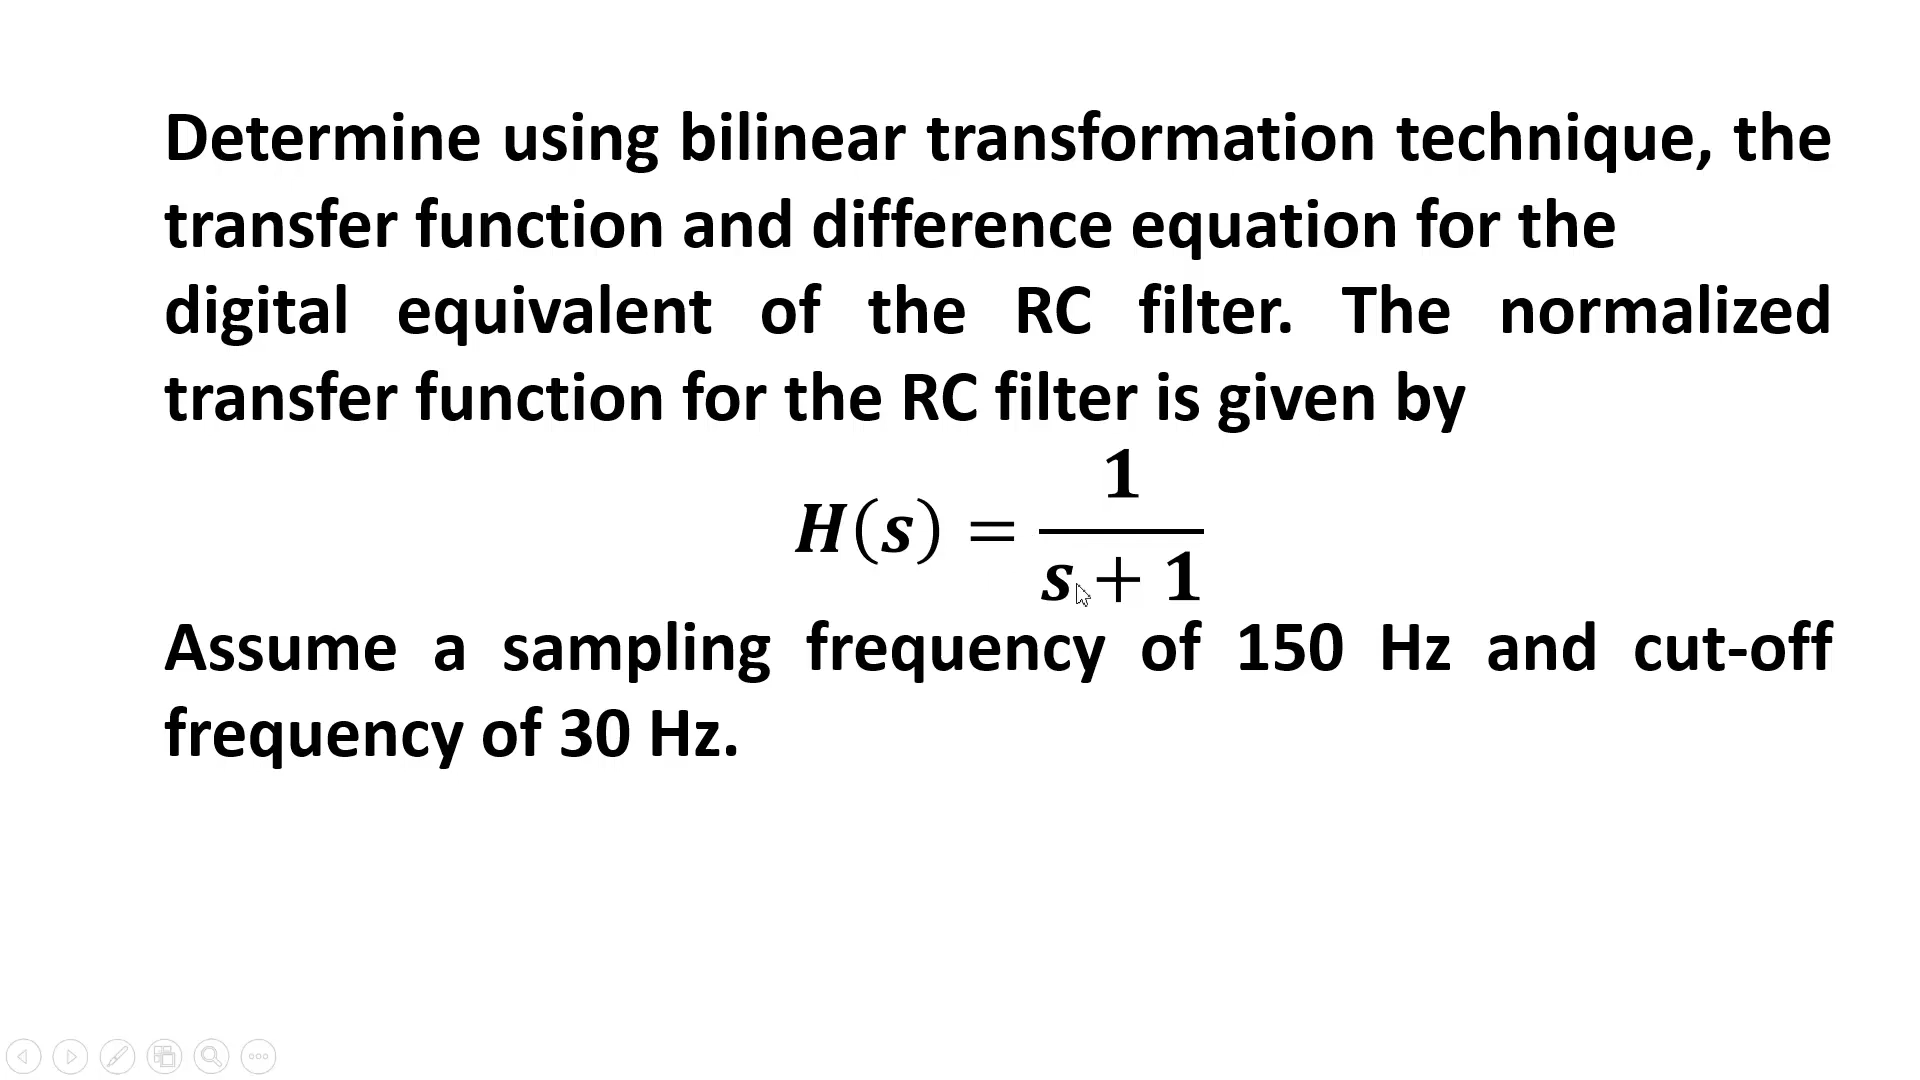 Determine using bilinear transformation technique, the
transfer function and difference equation for the
digital equivalent of the RC filter. The normalized
transfer function for the RC filter is given by
H(s) = 1 / (s + 1)
Assume a sampling frequency of 150 Hz and cut-off
frequency of 30 Hz.